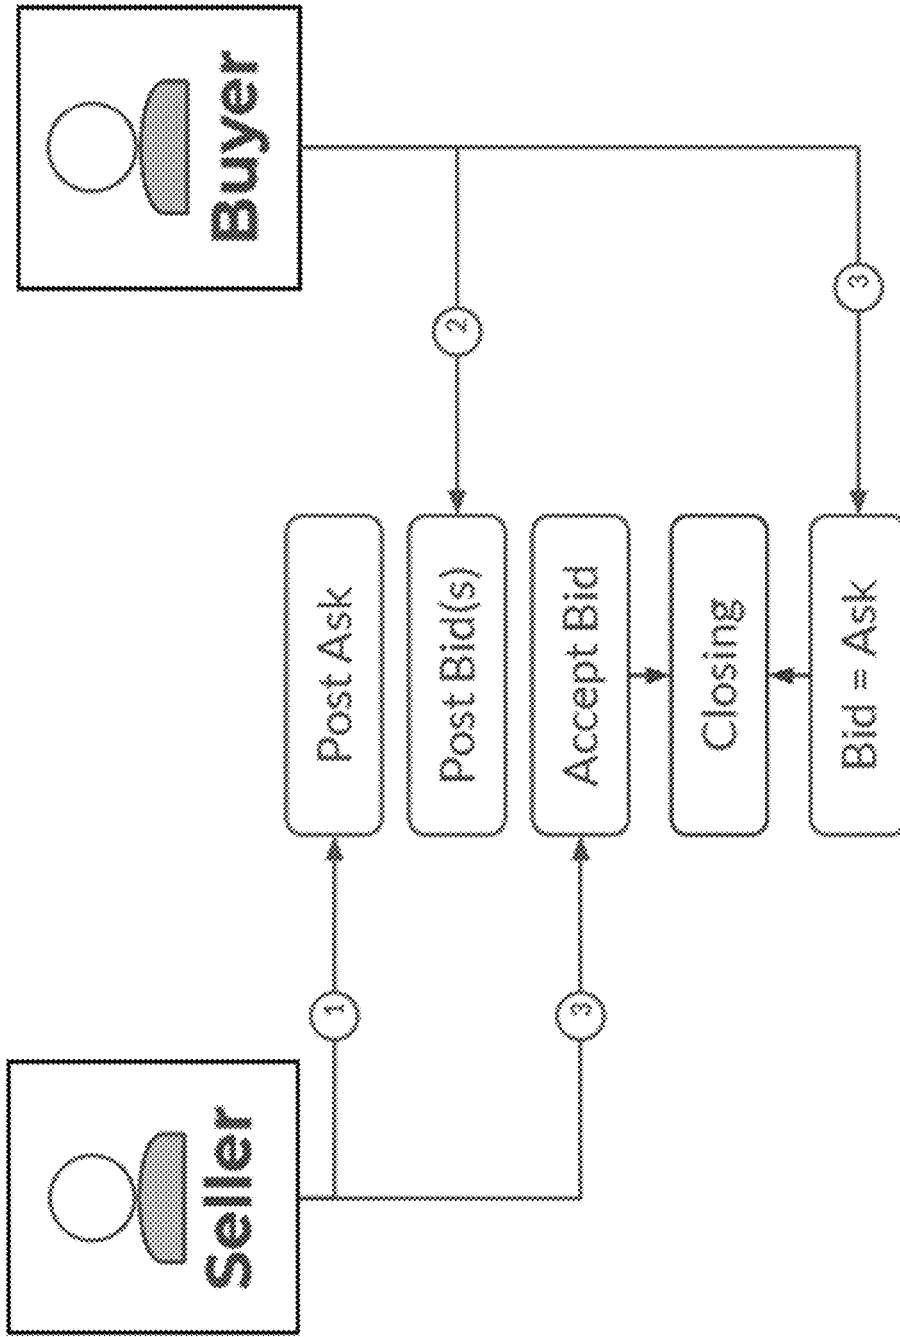 Seller
Buyer
1
Post Ask
2
Post Bid(s)
3
Accept Bid
Closing
3
Bid = Ask